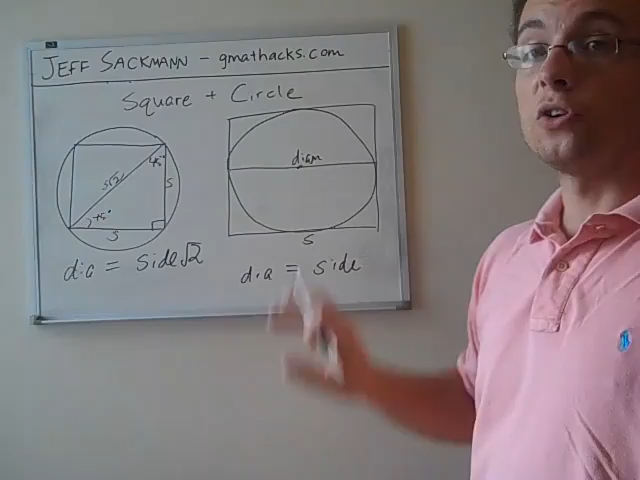 JEFF SACKMANN – gmathacks.com
Square + Circle
45°
s√2
s
45°
s
dia = side√2
diam
s
dia = side